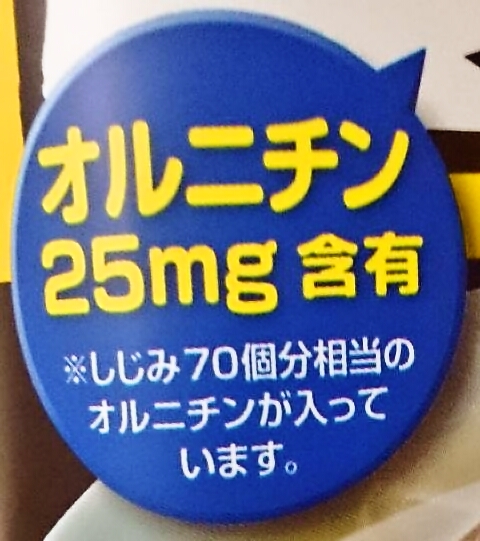 オルニチン
25mg 含有
※しじみ70個分相当の
オルニチンが入って
います。